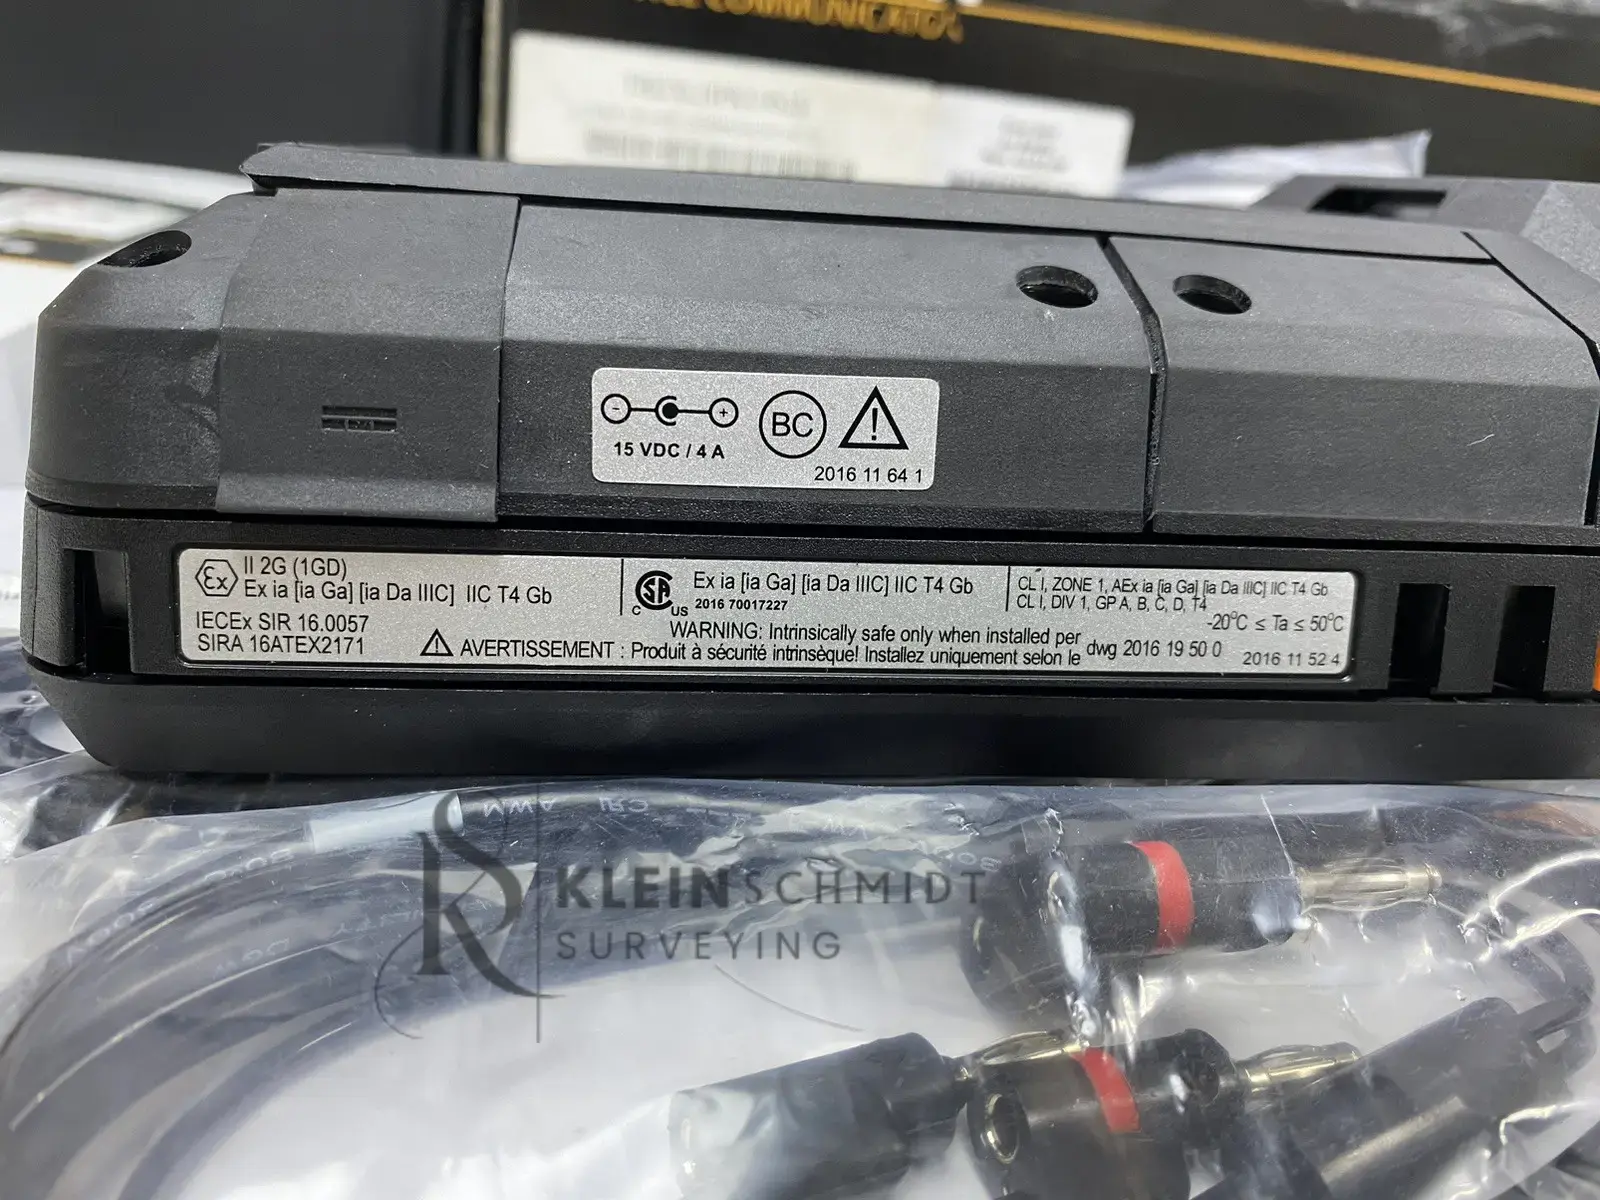 COMMUNICATOR
- +
15 VDC / 4 A
BC
2016 11 64 1
Ex II 2G (1GD)
Ex ia [ia Ga] [ia Da IIIC] IIC T4 Gb
IECEx SIR 16.0057
SIRA 16ATEX2171
C SA US
Ex ia [ia Ga] [ia Da IIIC] IIC T4 Gb
2016 70017227
CL I, ZONE 1, AEx ia [ia Ga] [ia Da IIIC] IIC T4 Gb
CL I, DIV 1, GP A, B, C, D, T4
-20°C ≤ Ta ≤ 50°C
WARNING: Intrinsically safe only when installed per
AVERTISSEMENT : Produit à sécurité intrinsèque! Installez uniquement selon le
dwg 2016 19 50 0
2016 11 52 4
KLEINSCHMIDT
SURVEYING